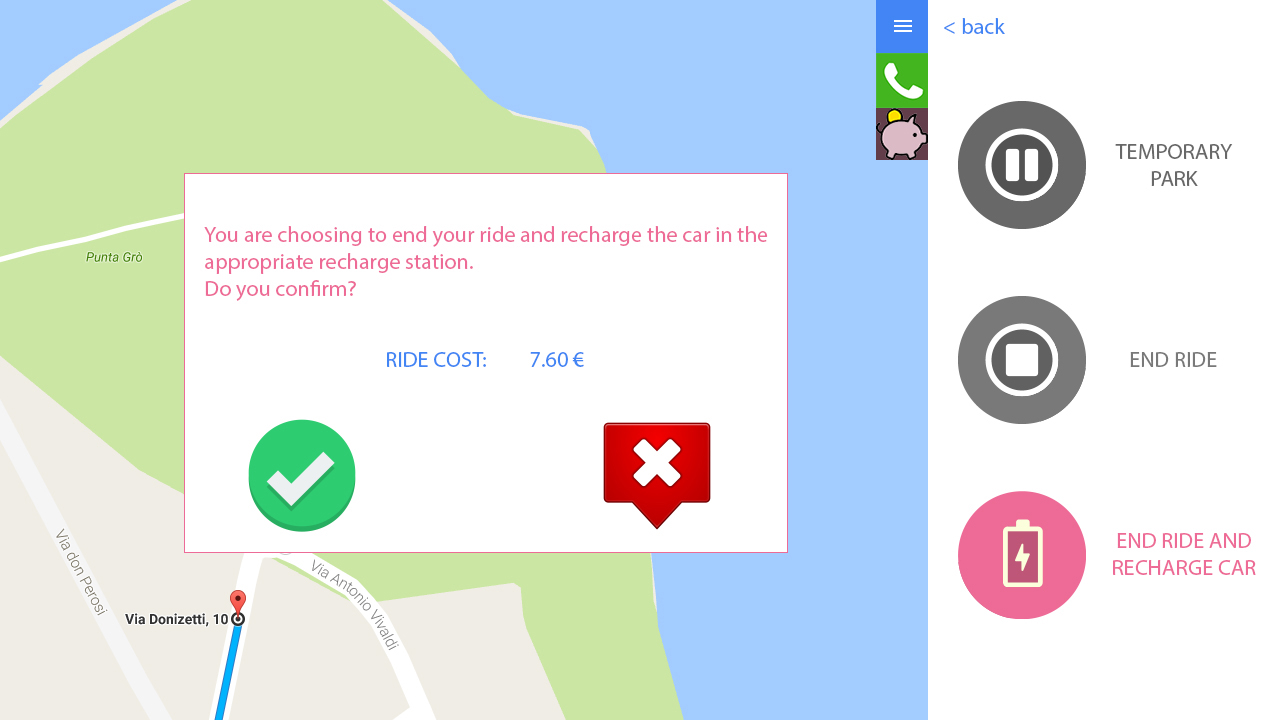 < back
TEMPORARY
PARK
Punta Grò
You are choosing to end your ride and recharge the car in the
appropriate recharge station.
Do you confirm?
RIDE COST: 7.60 €
END RIDE
END RIDE AND
RECHARGE CAR
Via don Perosi
Via Antonio Vivaldi
Via Donizetti, 10